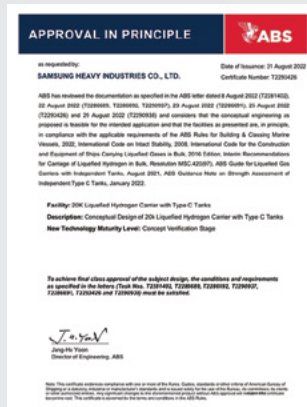 APPROVAL IN PRINCIPLE
ABS
as requested by:
SAMSUNG HEAVY INDUSTRIES CO., LTD.
Date of Issuance: 31 August 2022
Certificate Number: T2293426
ABS has reviewed the documentation as specified in the ABS letter dated 8 August 2022 (T2281402),
22 August 2022 (T2289889, T2289892, T2290937), 23 August 2022 (T2289891), 25 August 2022
(T2293426) and 31 August 2022 (T2290938) and considers that the conceptual engineering as
proposed is feasible for the intended application and that the facilities as presented are, in principle,
in compliance with the applicable requirements of the ABS Rules for Building & Classing Marine
Vessels, 2022, International Code on Intact Stability, 2008, International Code for the Construction
and Equipment of Ships Carrying Liquefied Gases in Bulk, 2016 Edition, Interim Recommendations
for Carriage of Liquefied Hydrogen in Bulk, Resolution MSC.420(97), ABS Guide for Liquefied Gas
Carriers with Independent Tanks, August 2021, ABS Guidance Note on Strength Assessment of
Independent Type C Tanks, January 2022.
Facility: 20K Liquefied Hydrogen Carrier with Type C Tanks
Description: Conceptual Design of 20k Liquefied Hydrogen Carrier with Type C Tanks
New Technology Maturity Level: Concept Verification Stage
To achieve final class approval of the subject design, the conditions and requirements
as specified in the letters (Task Nos. T2281402, T2289889, T2289892, T2290937,
T2289891, T2293426 and T2290938) must be satisfied.
Jang-Ho Yoon
Director of Engineering, ABS